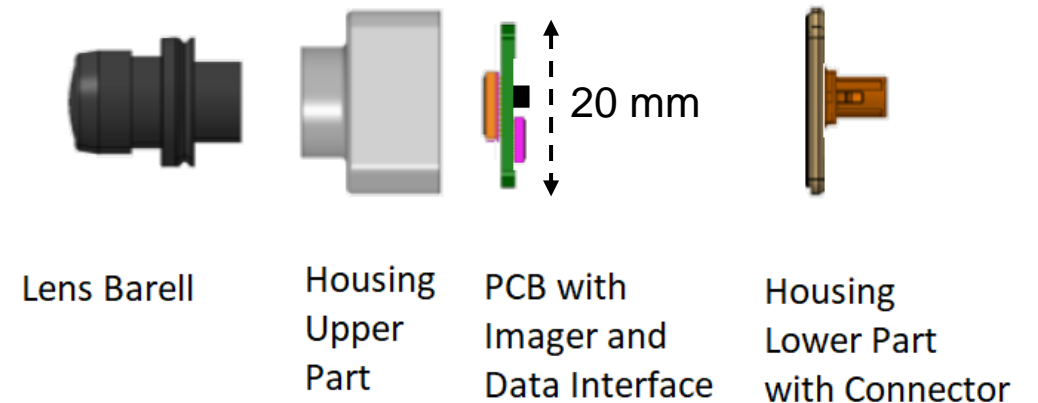 20 mm
Lens Barell
Housing
Upper
Part
PCB with
Imager and
Data Interface
Housing
Lower Part
with Connector